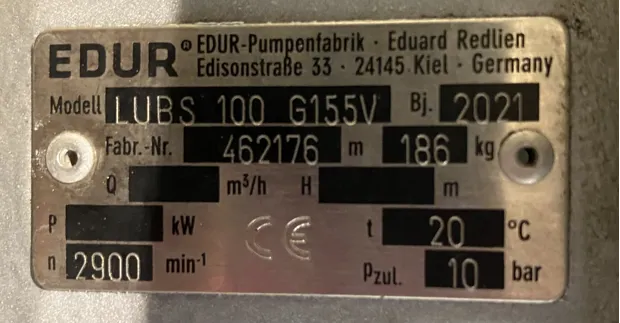 EDUR® EDUR-Pumpenfabrik · Eduard Redlien
Edisonstraße 33 · 24145 Kiel · Germany
Modell LUBS 100 G155V Bj. 2021
Fabr.-Nr. 462176 m 186 kg
Q m³/h H m
P kW CE t 20 °C
n 2900 min-1 Pzul. 10 bar